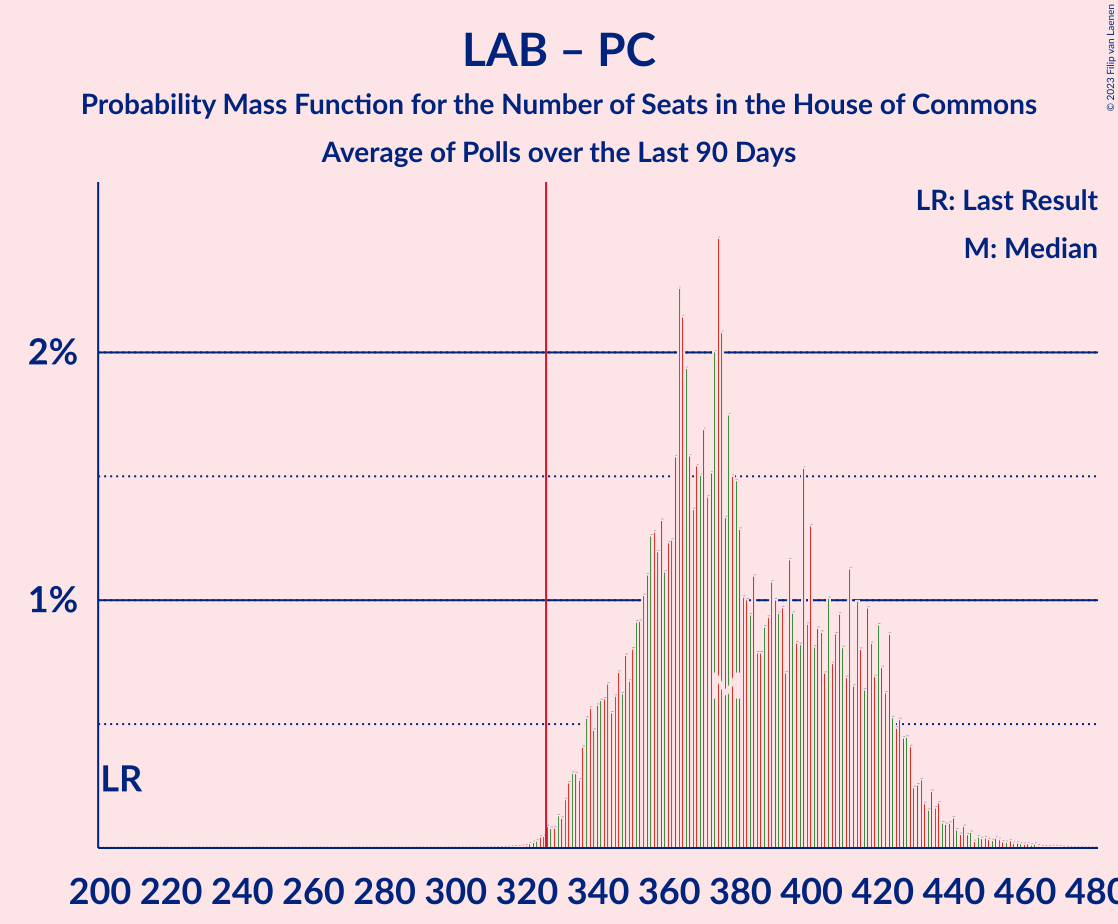 LAB – PC
Probability Mass Function for the Number of Seats in the House of Commons
Average of Polls over the Last 90 Days
© 2023 Filip van Laenen
LR: Last Result
M: Median
2%
1%
LR
M
200 220 240 260 280 300 320 340 360 380 400 420 440 460 480